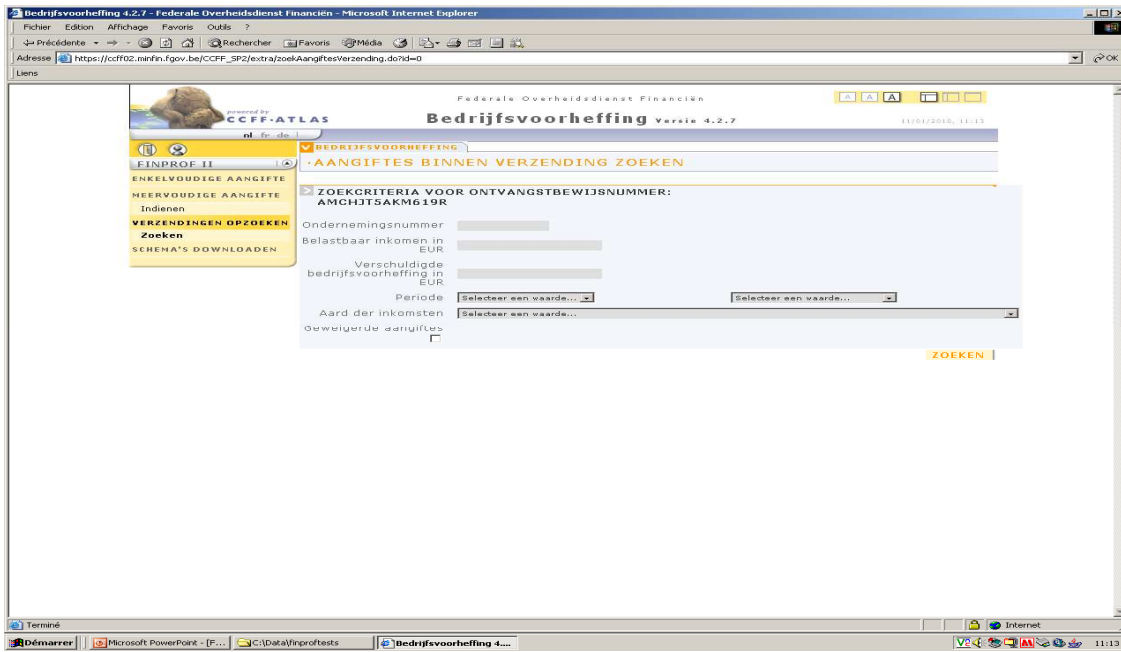 Bedrijfsvoorheffing 4.2.7 - Federale Overheidsdienst Financiën - Microsoft Internet Explorer
Fichier Edition Affichage Favoris Outils ?
Précédente Rechercher Favoris Média
Adresse https://ccff02.minfin.fgov.be/CCFF_SP2/extra/zoekAangiftesVerzending.do?id=0 OK
Liens
Federale Overheidsdienst Financiën A A A
powered by
CCFF-ATLAS Bedrijfsvoorheffing Versie 4.2.7 11/01/2010, 11:13
nl fr de
BEDRIJFSVOORHEFFING
FINPROF II
AANGIFTES BINNEN VERZENDING ZOEKEN
ENKELVOUDIGE AANGIFTE
MEERVOUDIGE AANGIFTE
Indienen
VERZENDINGEN OPZOEKEN
Zoeken
SCHEMA'S DOWNLOADEN
ZOEKCRITERIA VOOR ONTVANGSTBEWIJSNUMMER:
AMCHJT5AKM619R
Ondernemingsnummer
Belastbaar inkomen in
EUR
Verschuldigde
bedrijfsvoorheffing in
EUR
Periode Selecteer een waarde... Selecteer een waarde...
Aard der inkomsten Selecteer een waarde...
Geweigerde aangiftes
ZOEKEN
Terminé Internet
Démarrer Microsoft PowerPoint - [F... C:\Data\finproftests Bedrijfsvoorheffing 4.... 11:13